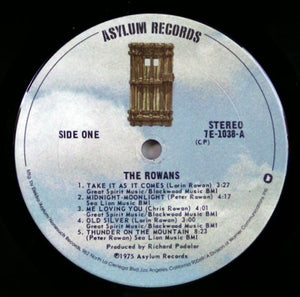 ASYLUM RECORDS
SIDE ONE
STEREO
7E-1038-A
(CP)
THE ROWANS
1. TAKE IT AS IT COMES (Lorin Rowan) 3:27
Great Spirit Music/Blackwood Music BMI
2. MIDNIGHT-MOONLIGHT (Peter Rowan) 4:17
Sea Lion Music BMI
3. ME LOVING YOU (Chris Rowan) 4:01
Great Spirit Music/Blackwood Music BMI
4. OLD SILVER (Lorin Rowan) 4:04
Great Spirit Music/Blackwood Music BMI
5. THUNDER ON THE MOUNTAIN 8:23
(Peter Rowan) Sea Lion Music BMI
Produced by Richard Podolor
℗1975 Asylum Records